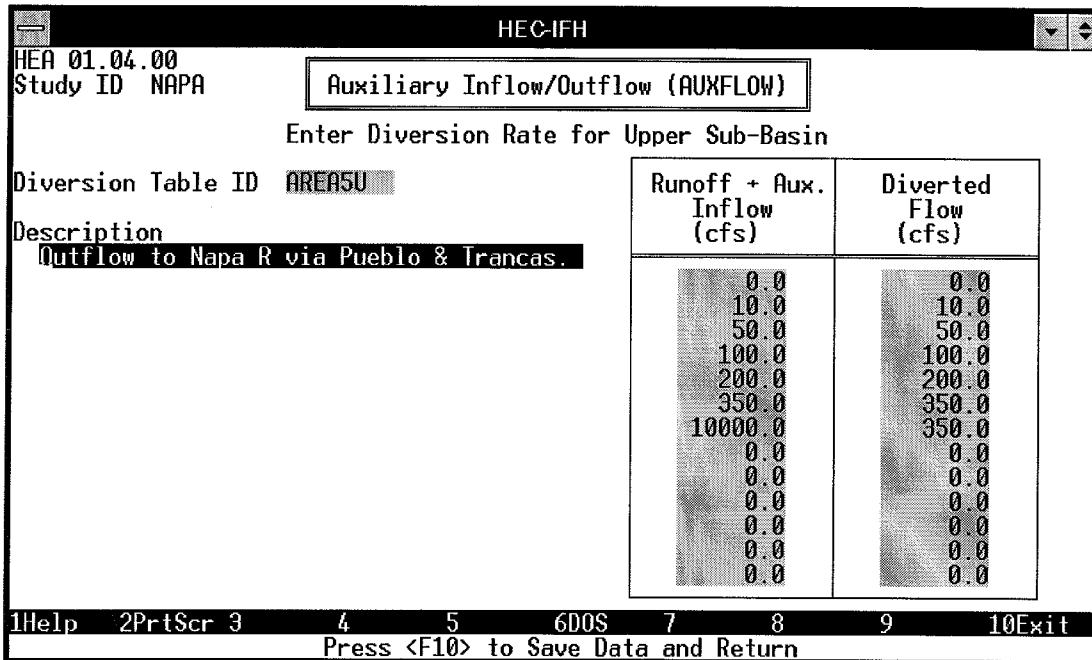 HEC-IFH
HEA 01.04.00
Study ID NAPA
Auxiliary Inflow/Outflow (AUXFLOW)
Enter Diversion Rate for Upper Sub-Basin
Diversion Table ID AREA5U
Description
Outflow to Napa R via Pueblo & Trancas.
Runoff + Aux. Diverted
Inflow Flow
(cfs) (cfs)
0.0 0.0
10.0 10.0
50.0 50.0
100.0 100.0
200.0 200.0
350.0 350.0
10000.0 350.0
0.0 0.0
0.0 0.0
0.0 0.0
0.0 0.0
0.0 0.0
0.0 0.0
1Help 2PrtScr 3 4 5 6DOS 7 8 9 10Exit
Press <F10> to Save Data and Return